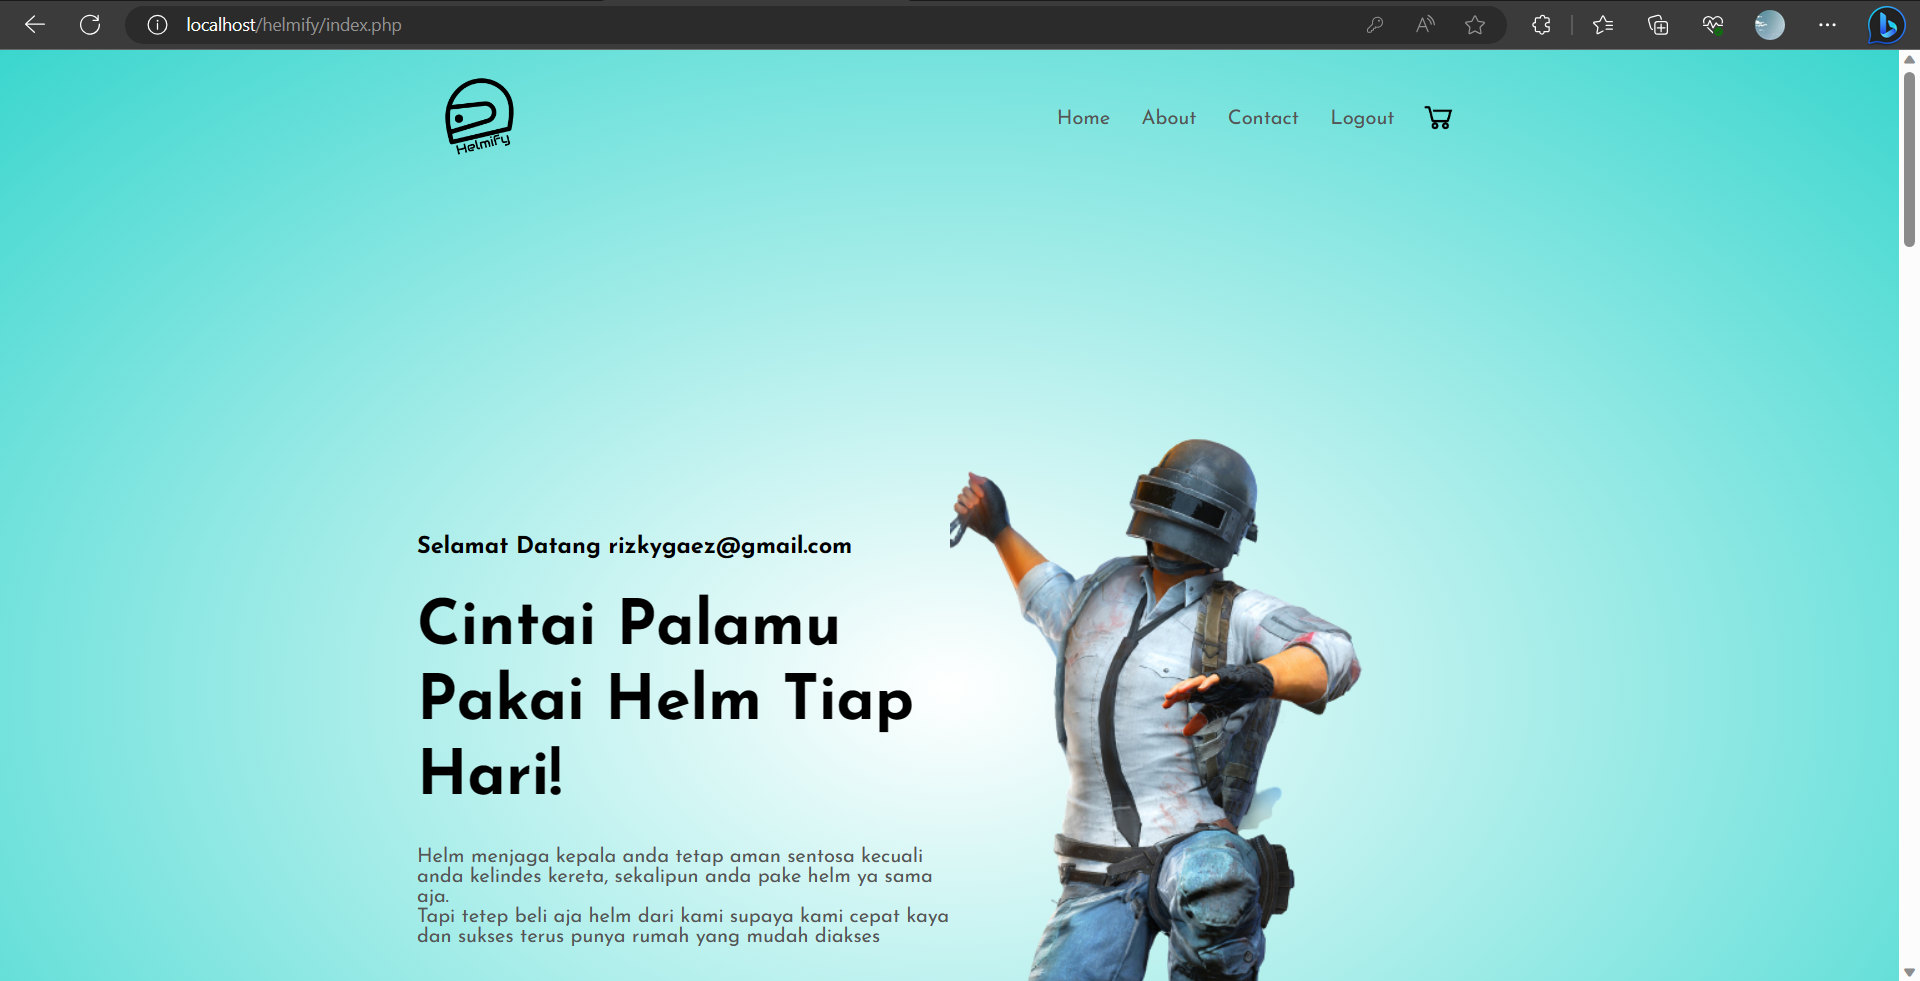 localhost/helmify/index.php
Helmify
Home About Contact Logout
Selamat Datang rizkygaez@gmail.com
Cintai Palamu
Pakai Helm Tiap
Hari!
Helm menjaga kepala anda tetap aman sentosa kecuali
anda kelindes kereta, sekalipun anda pake helm ya sama
aja.
Tapi tetep beli aja helm dari kami supaya kami cepat kaya
dan sukses terus punya rumah yang mudah diakses